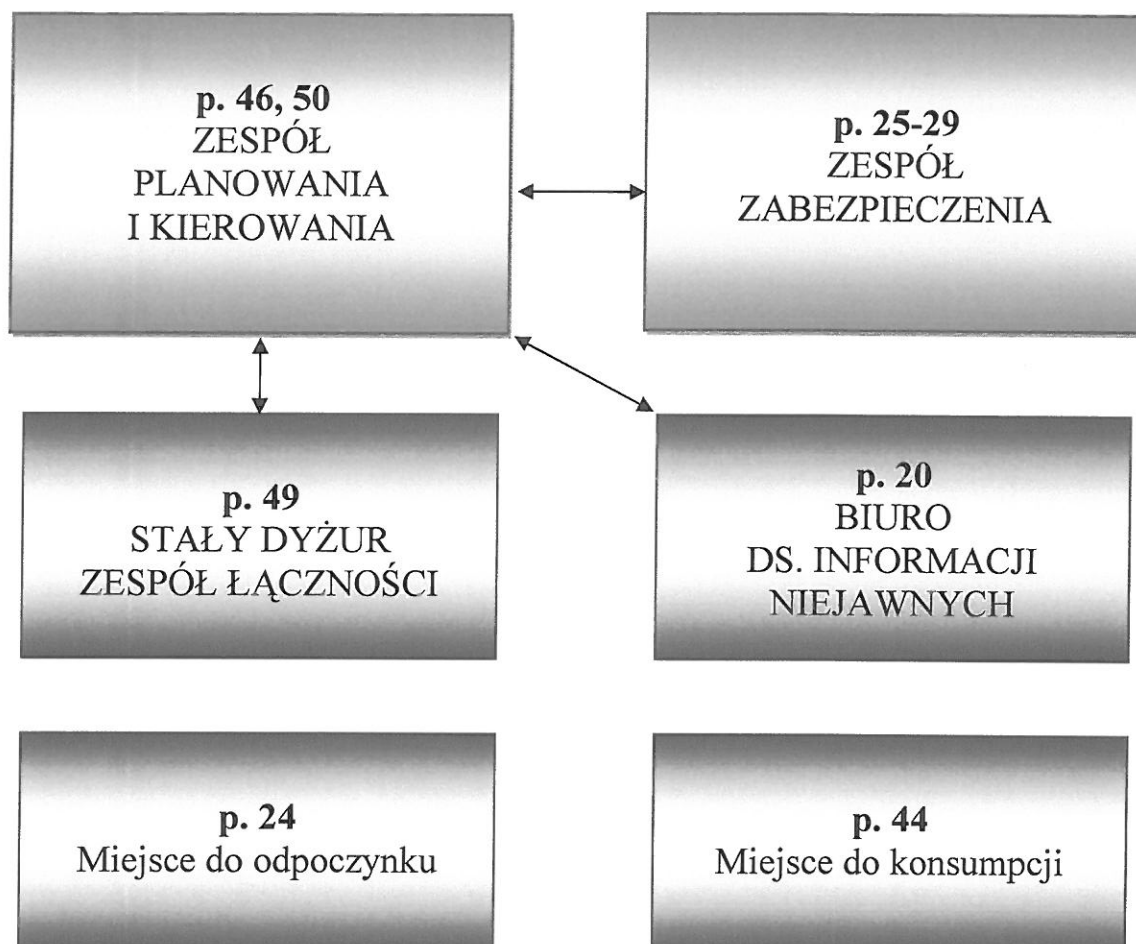 p. 46, 50
ZESPÓŁ
PLANOWANIA
I KIEROWANIA
p. 25-29
ZESPÓŁ
ZABEZPIECZENIA
p. 49
STAŁY DYŻUR
ZESPÓŁ ŁĄCZNOŚCI
p. 20
BIURO
DS. INFORMACJI
NIEJAWNYCH
p. 24
Miejsce do odpoczynku
p. 44
Miejsce do konsumpcji